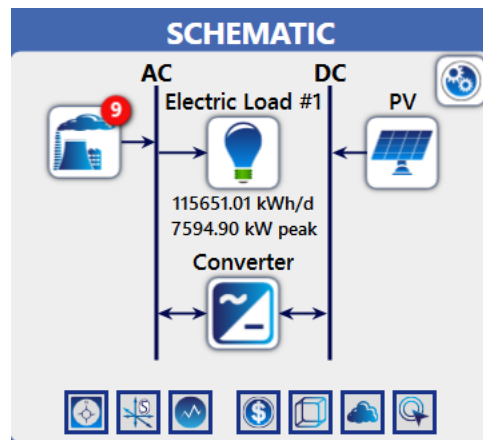 SCHEMATIC
AC DC
Electric Load #1 PV
9
115651.01 kWh/d
7594.90 kW peak
Converter
S
$